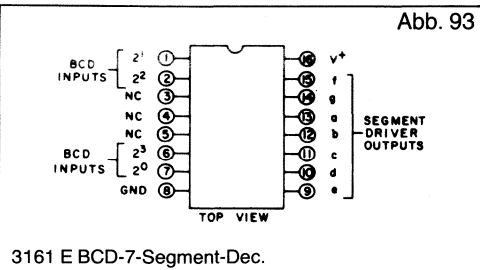 Abb. 93
BCD INPUTS 2¹ 1 16 V+
2² 2 15 f
NC 3 14 g
NC 4 13 a SEGMENT
NC 5 12 b DRIVER
BCD INPUTS 2³ 6 11 c OUTPUTS
2⁰ 7 10 d
GND 8 9 e
TOP VIEW
3161 E BCD-7-Segment-Dec.